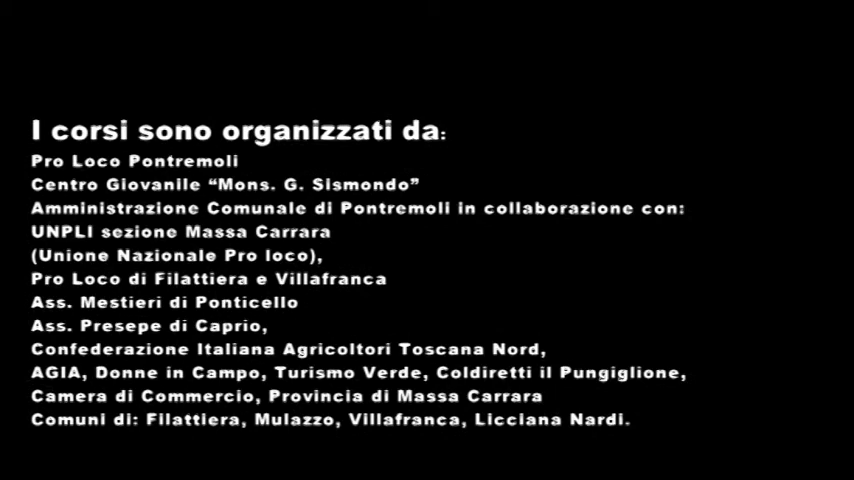 I corsi sono organizzati da:
Pro Loco Pontremoli
Centro Giovanile “Mons. G. Sismondo”
Amministrazione Comunale di Pontremoli in collaborazione con:
UNPLI sezione Massa Carrara
(Unione Nazionale Pro loco),
Pro Loco di Filattiera e Villafranca
Ass. Mestieri di Ponticello
Ass. Presepe di Caprio,
Confederazione Italiana Agricoltori Toscana Nord,
AGIA, Donne in Campo, Turismo Verde, Coldiretti il Pungiglione,
Camera di Commercio, Provincia di Massa Carrara
Comuni di: Filattiera, Mulazzo, Villafranca, Licciana Nardi.